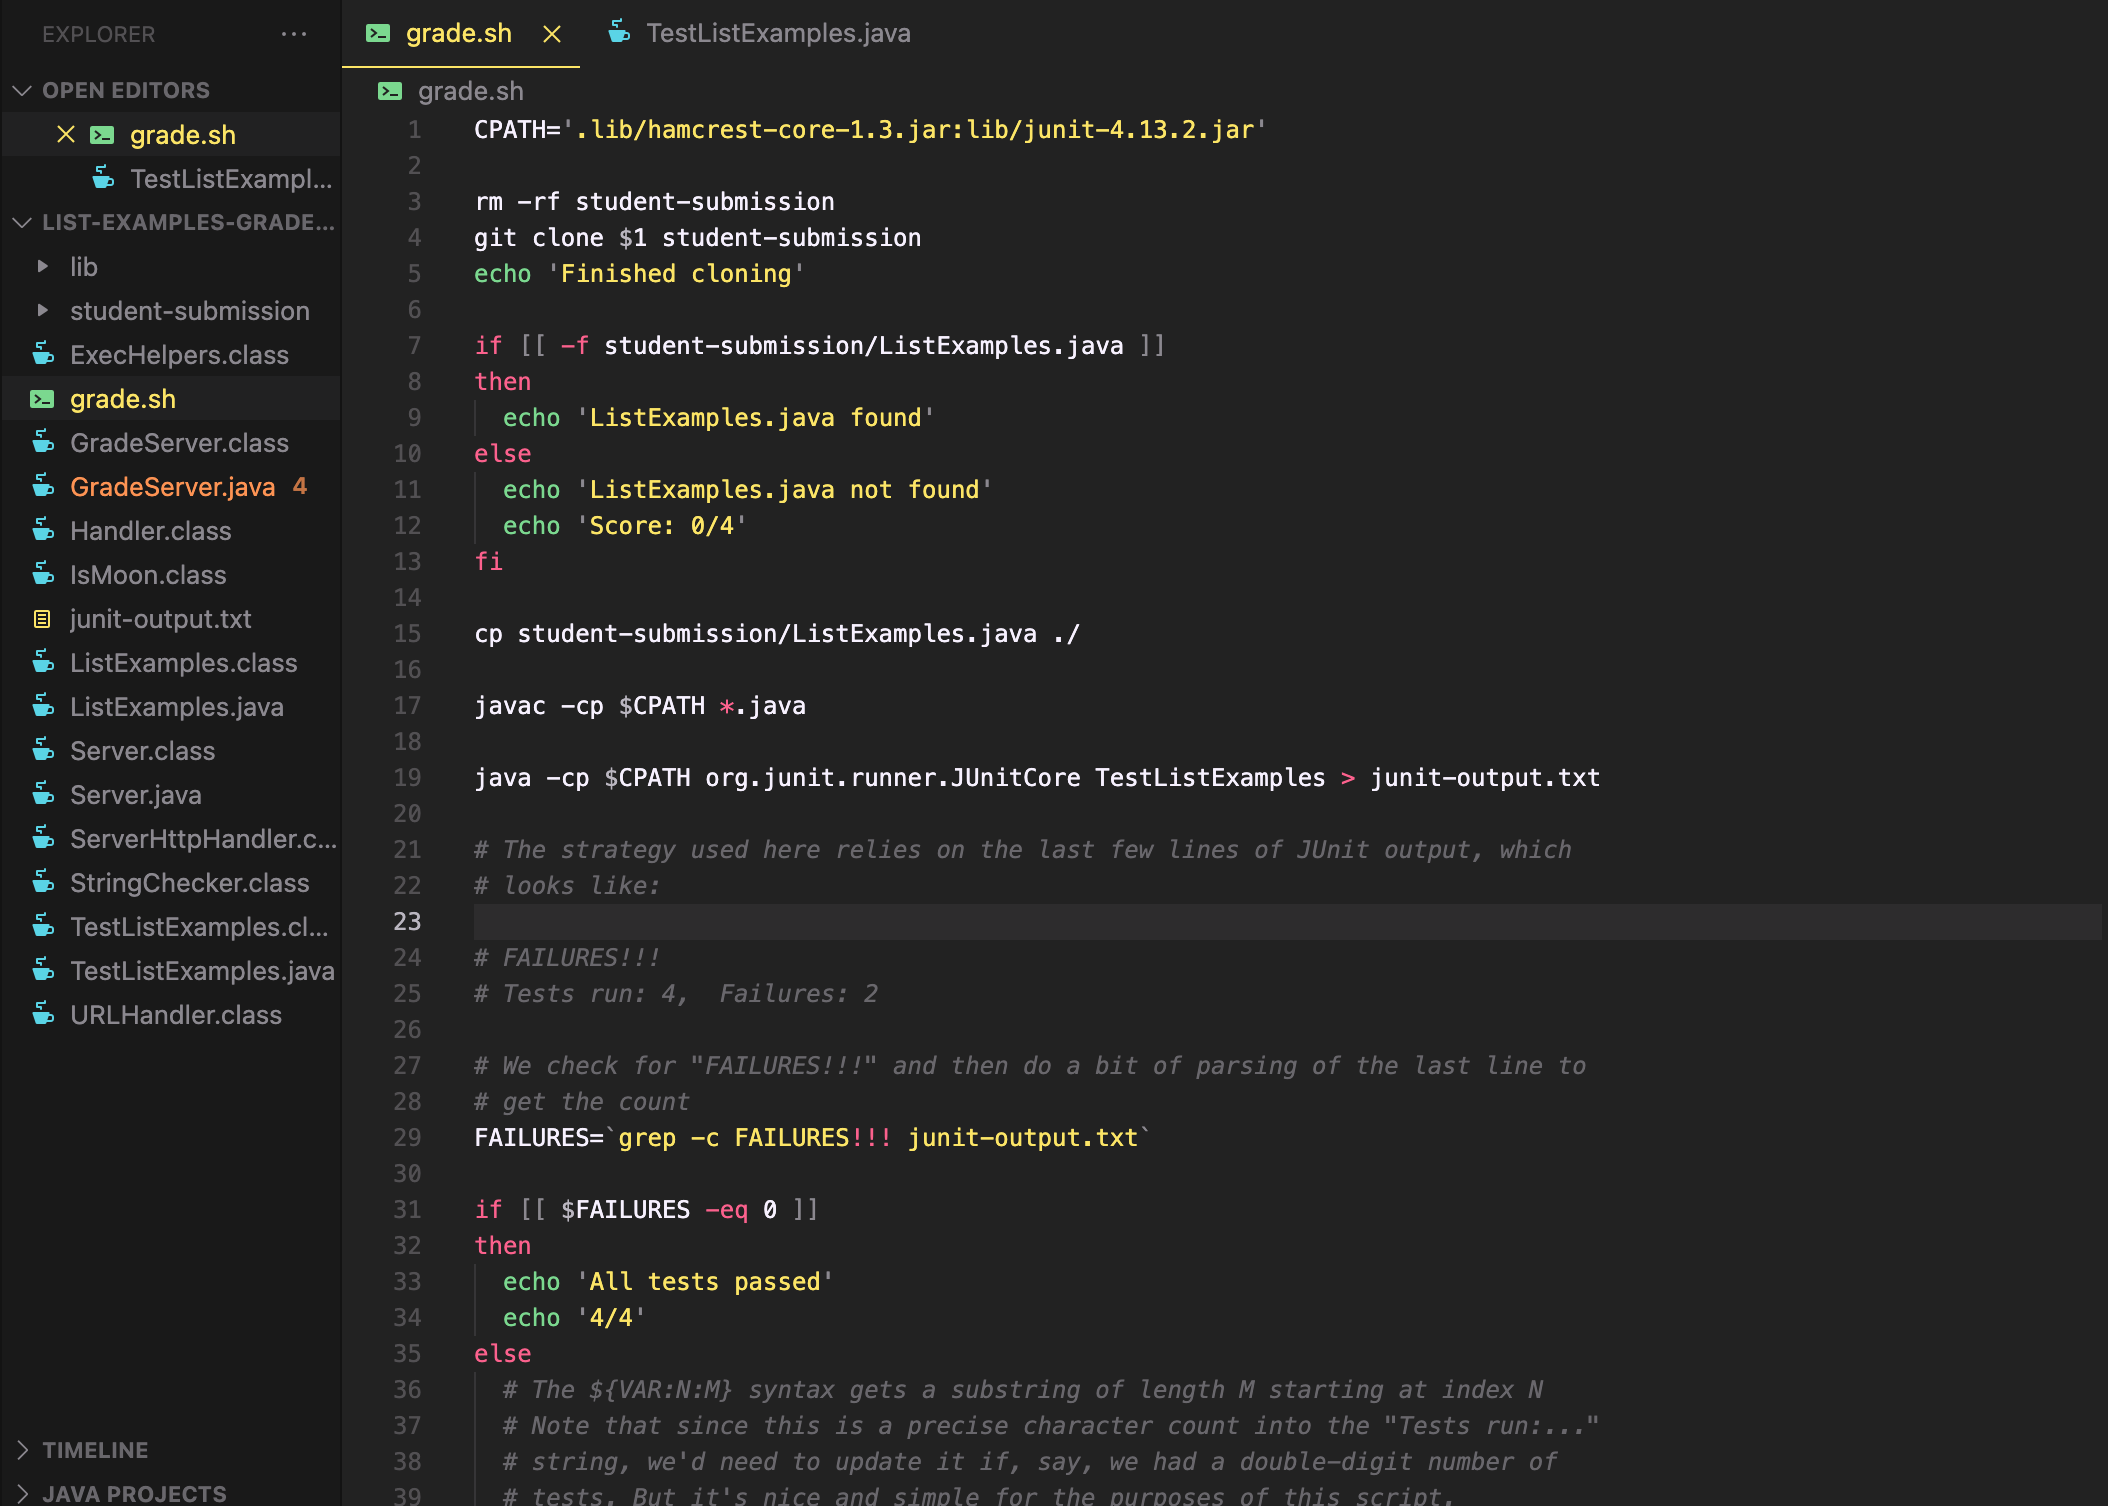 EXPLORER ...
OPEN EDITORS
grade.sh
TestListExampl...
LIST-EXAMPLES-GRADE...
lib
student-submission
ExecHelpers.class
grade.sh
GradeServer.class
GradeServer.java 4
Handler.class
IsMoon.class
junit-output.txt
ListExamples.class
ListExamples.java
Server.class
Server.java
ServerHttpHandler.c...
StringChecker.class
TestListExamples.cl...
TestListExamples.java
URLHandler.class
TIMELINE
JAVA PROJECTS
grade.sh TestListExamples.java
grade.sh
1 CPATH='.lib/hamcrest-core-1.3.jar:lib/junit-4.13.2.jar'
2
3 rm -rf student-submission
4 git clone $1 student-submission
5 echo 'Finished cloning'
6
7 if [[ -f student-submission/ListExamples.java ]]
8 then
9 echo 'ListExamples.java found'
10 else
11 echo 'ListExamples.java not found'
12 echo 'Score: 0/4'
13 fi
14
15 cp student-submission/ListExamples.java ./
16
17 javac -cp $CPATH *.java
18
19 java -cp $CPATH org.junit.runner.JUnitCore TestListExamples > junit-output.txt
20
21 # The strategy used here relies on the last few lines of JUnit output, which
22 # looks like:
23
24 # FAILURES!!!
25 # Tests run: 4,  Failures: 2
26
27 # We check for "FAILURES!!!" and then do a bit of parsing of the last line to
28 # get the count
29 FAILURES=`grep -c FAILURES!!! junit-output.txt`
30
31 if [[ $FAILURES -eq 0 ]]
32 then
33 echo 'All tests passed'
34 echo '4/4'
35 else
36 # The ${VAR:N:M} syntax gets a substring of length M starting at index N
37 # Note that since this is a precise character count into the "Tests run:..."
38 # string, we'd need to update it if, say, we had a double-digit number of
39 # tests. But it's nice and simple for the purposes of this script.